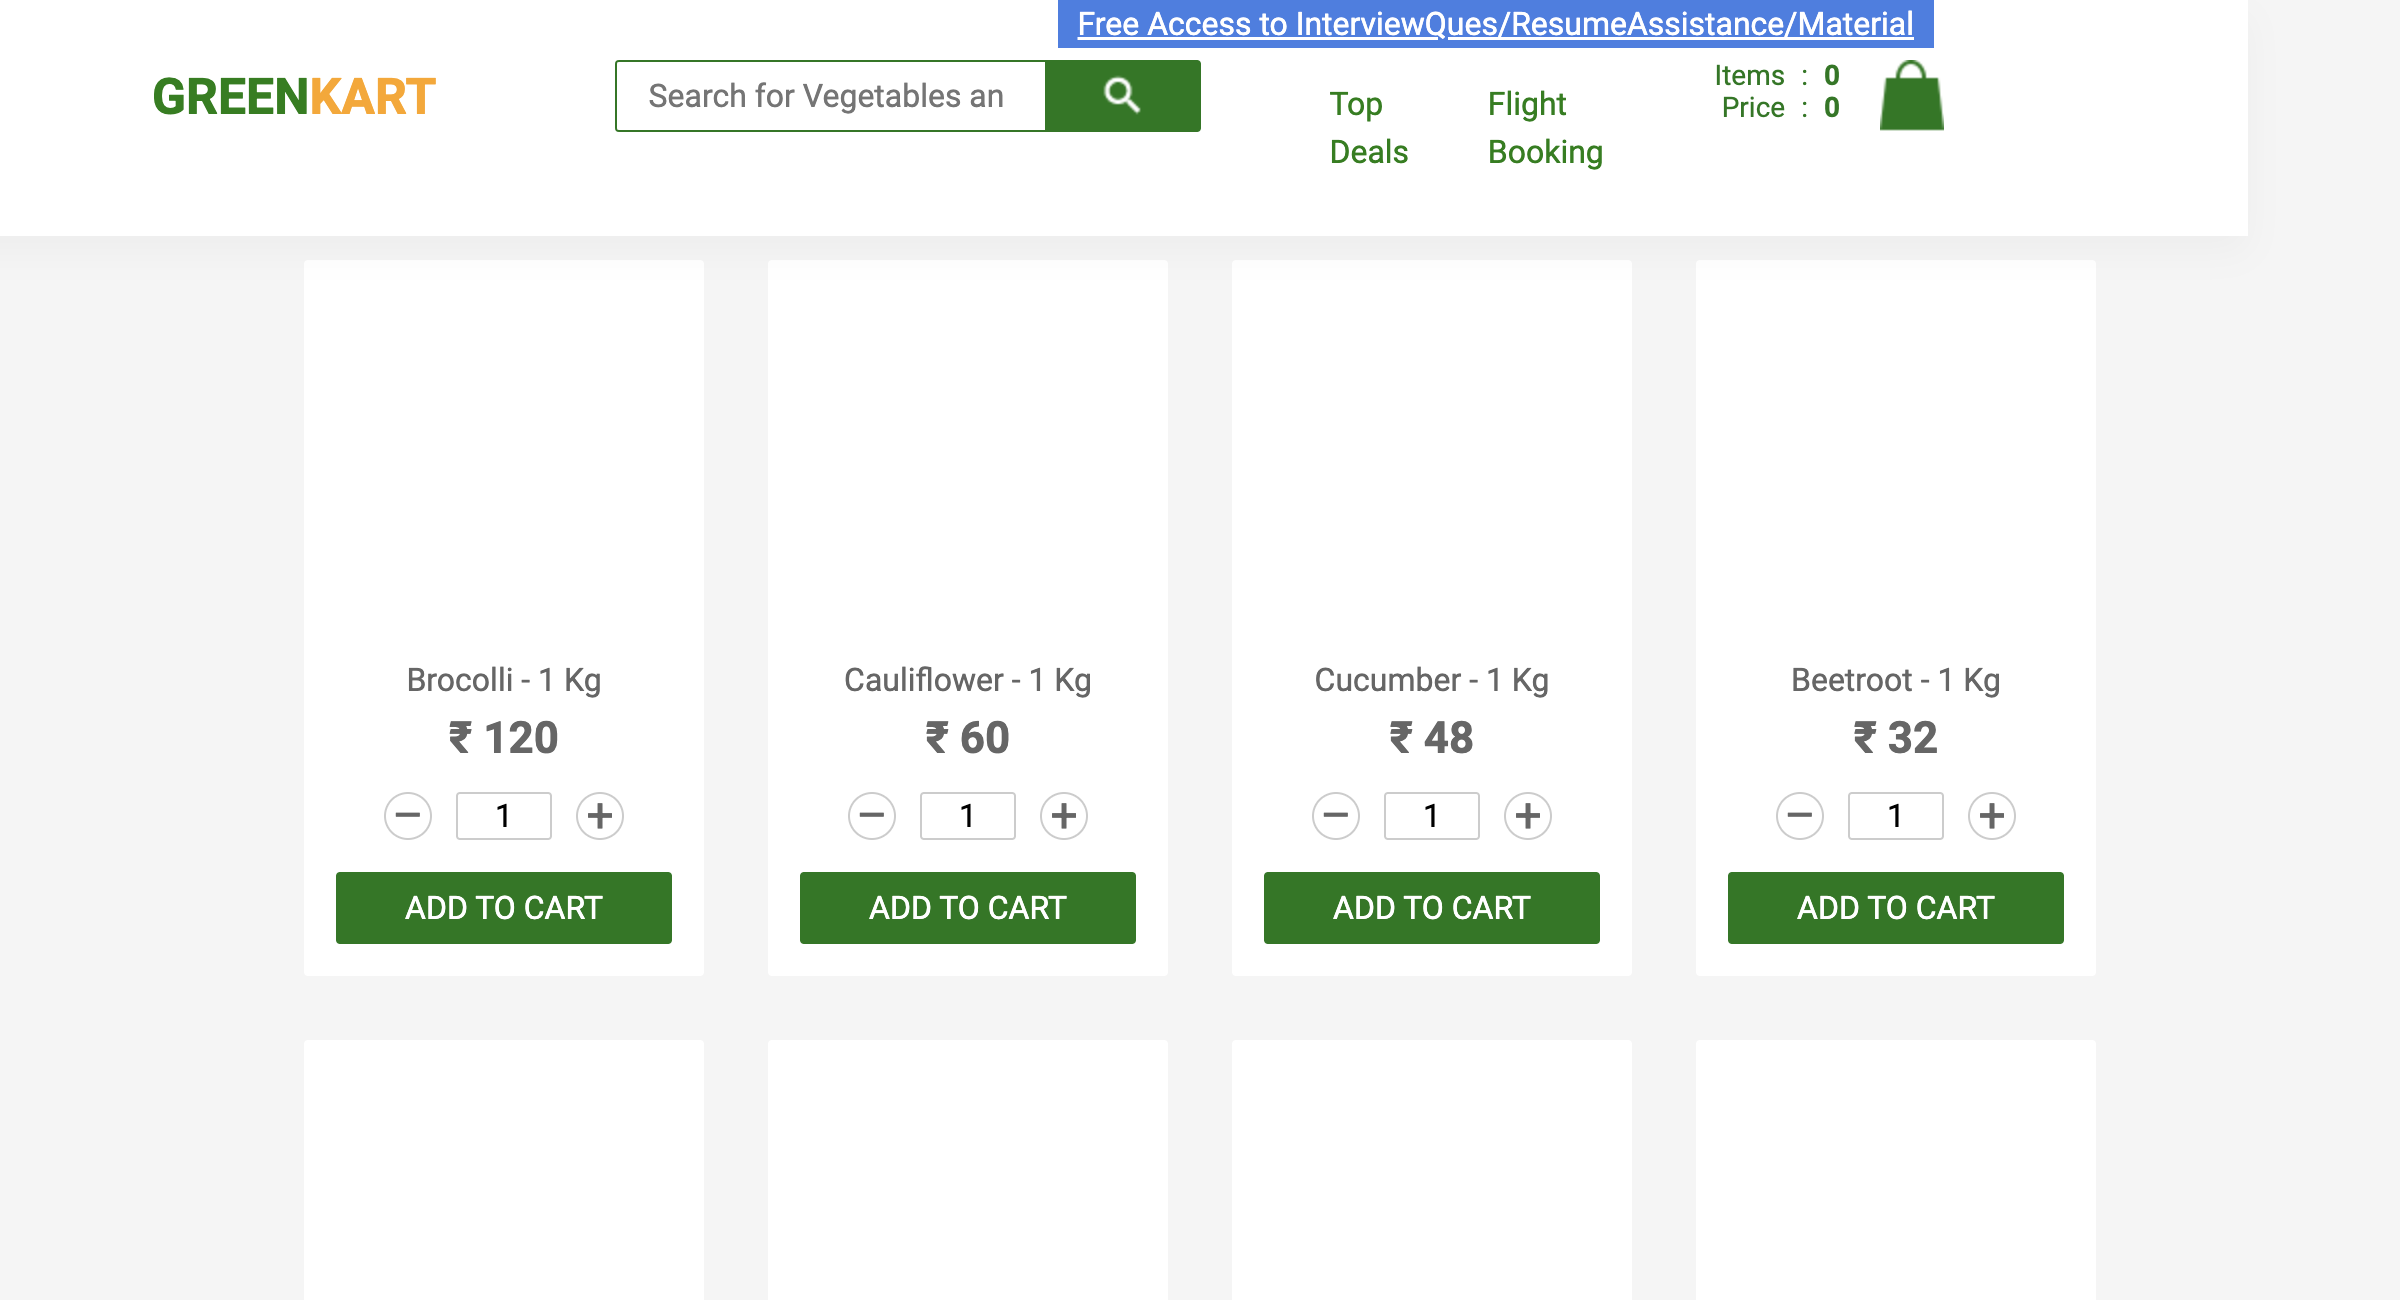 Free Access to InterviewQues/ResumeAssistance/Material
GREENKART
Search for Vegetables an
Top
Deals
Flight
Booking
Items : 0
Price : 0
Brocolli - 1 Kg
₹ 120
1
ADD TO CART
Cauliflower - 1 Kg
₹ 60
1
ADD TO CART
Cucumber - 1 Kg
₹ 48
1
ADD TO CART
Beetroot - 1 Kg
₹ 32
1
ADD TO CART